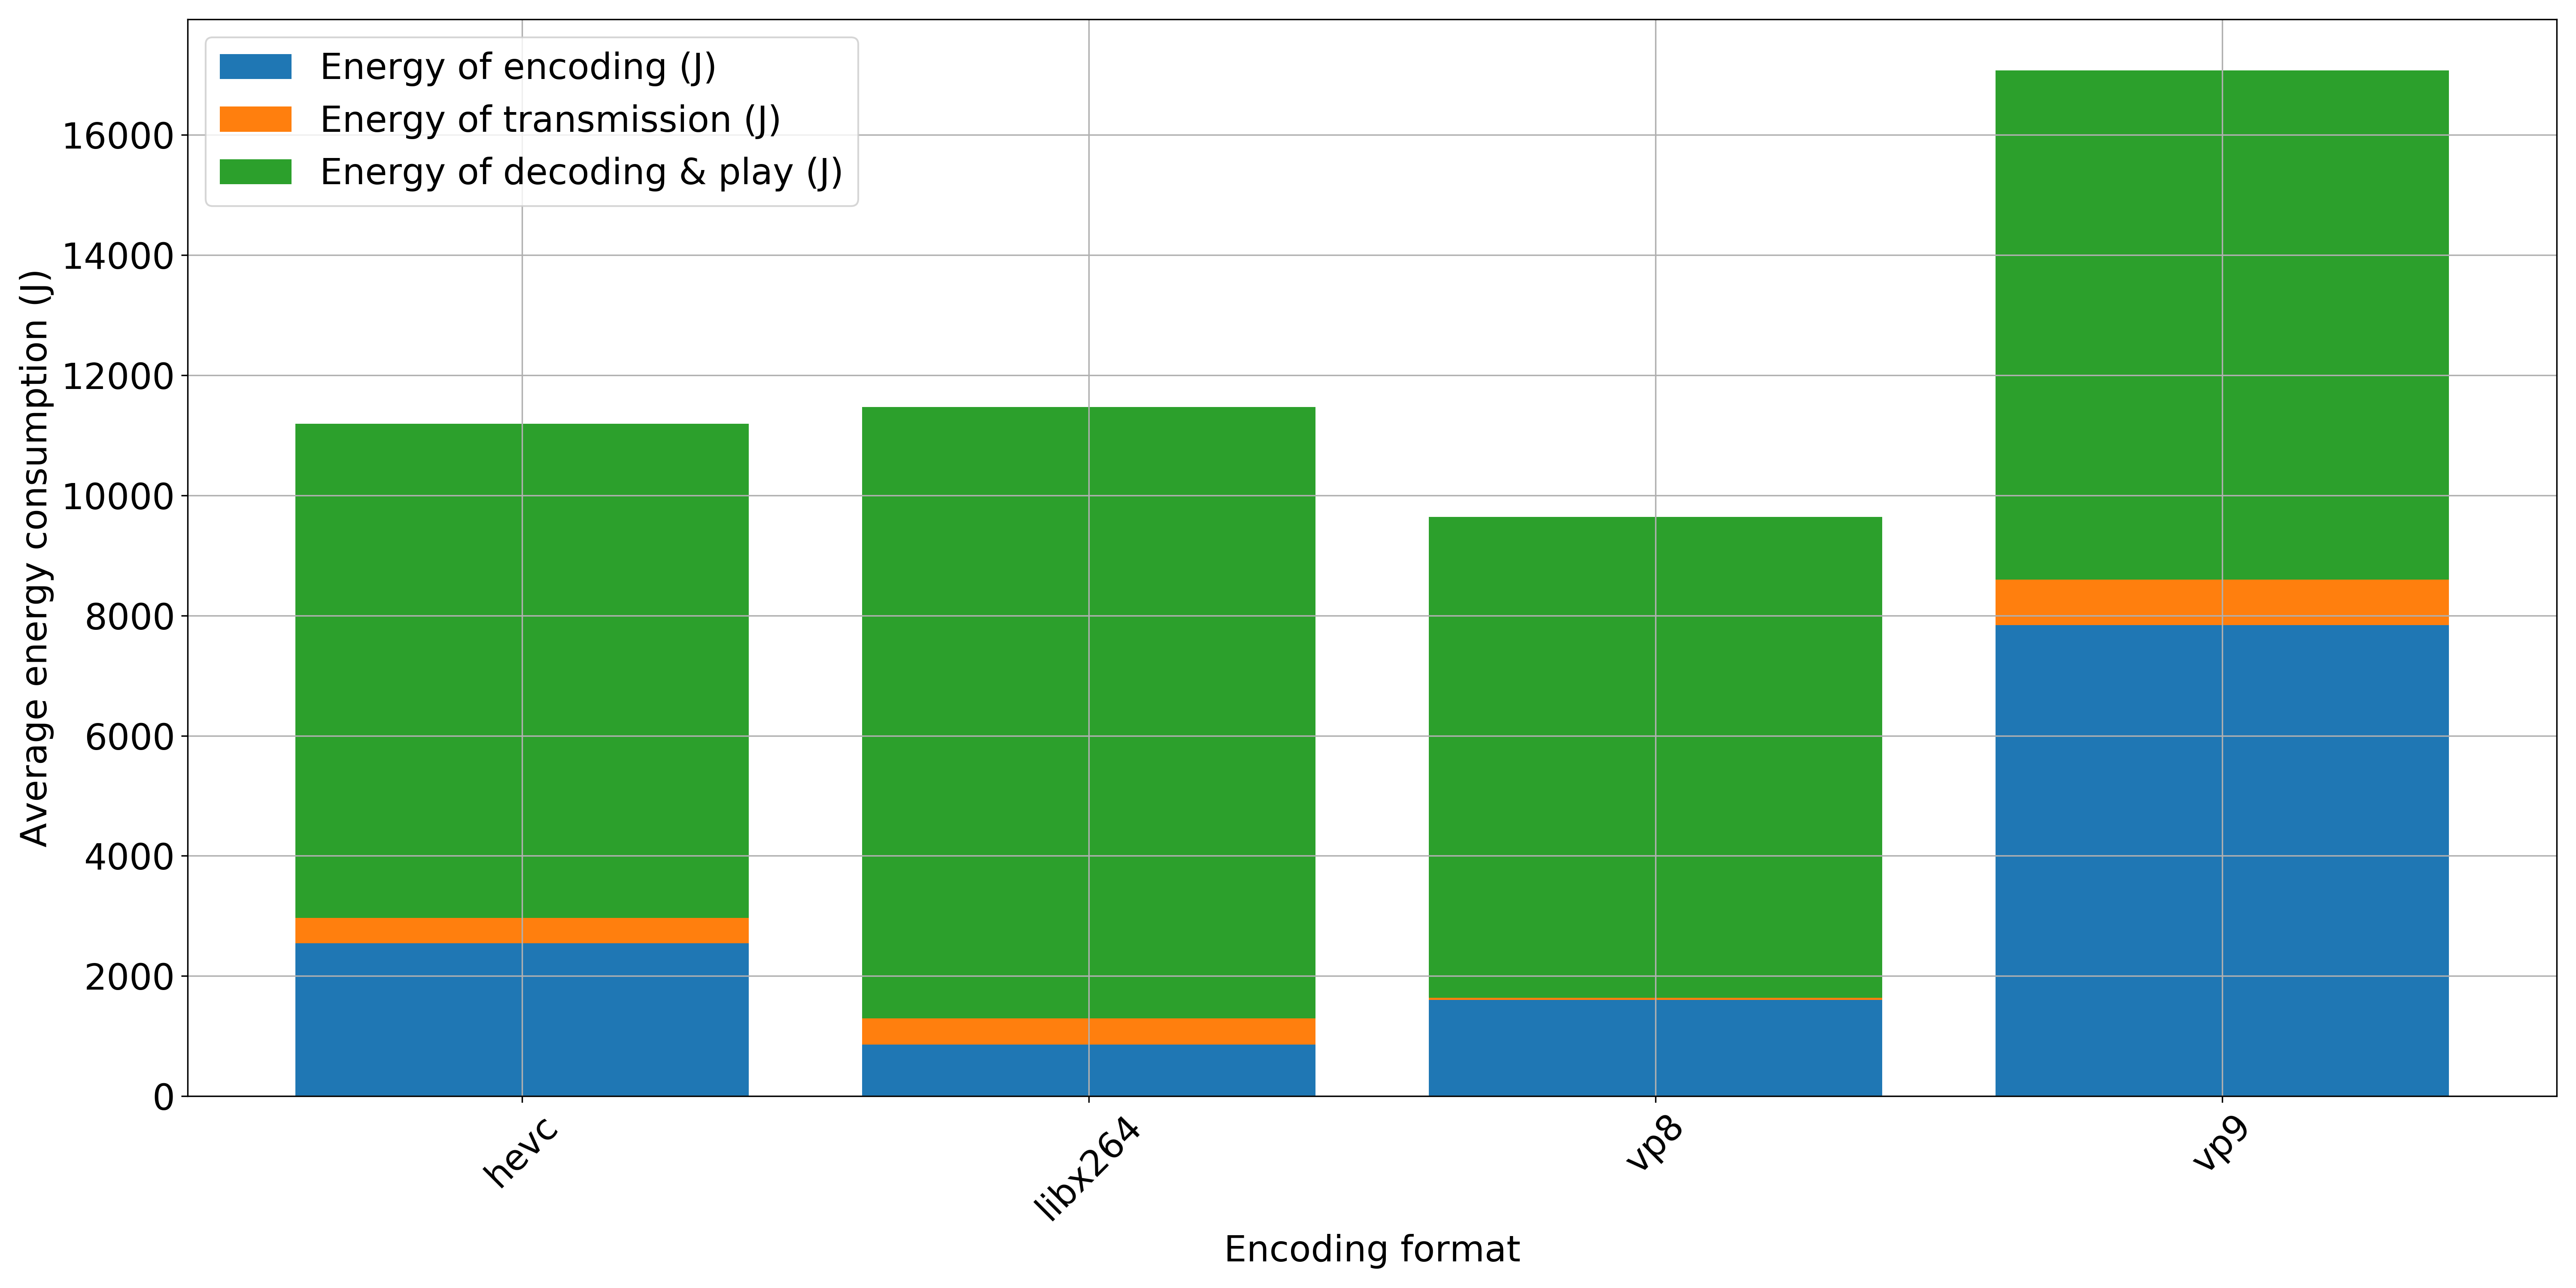 Energy of encoding (J)
Energy of transmission (J)
Energy of decoding & play (J)
Average energy consumption (J)
16000
14000
12000
10000
8000
6000
4000
2000
0
hevc
libx264
vp8
vp9
Encoding format